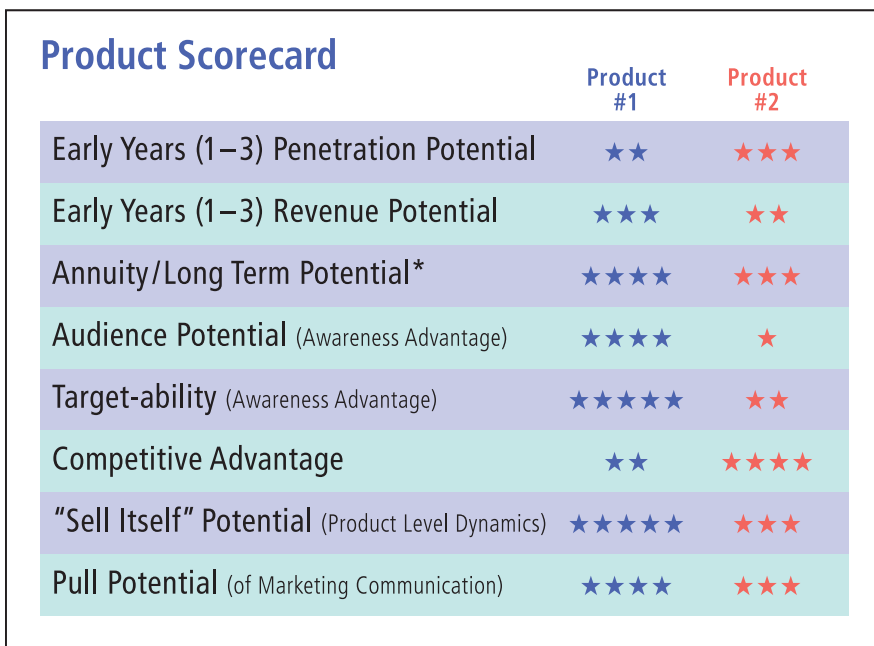 Product Scorecard
Product #1
Product #2
Early Years (1–3) Penetration Potential ★★ ★★★
Early Years (1–3) Revenue Potential ★★★ ★★
Annuity/Long Term Potential* ★★★★ ★★★
Audience Potential (Awareness Advantage) ★★★★ ★
Target-ability (Awareness Advantage) ★★★★★ ★★
Competitive Advantage ★★ ★★★★
"Sell Itself" Potential (Product Level Dynamics) ★★★★★ ★★★
Pull Potential (of Marketing Communication) ★★★★ ★★★